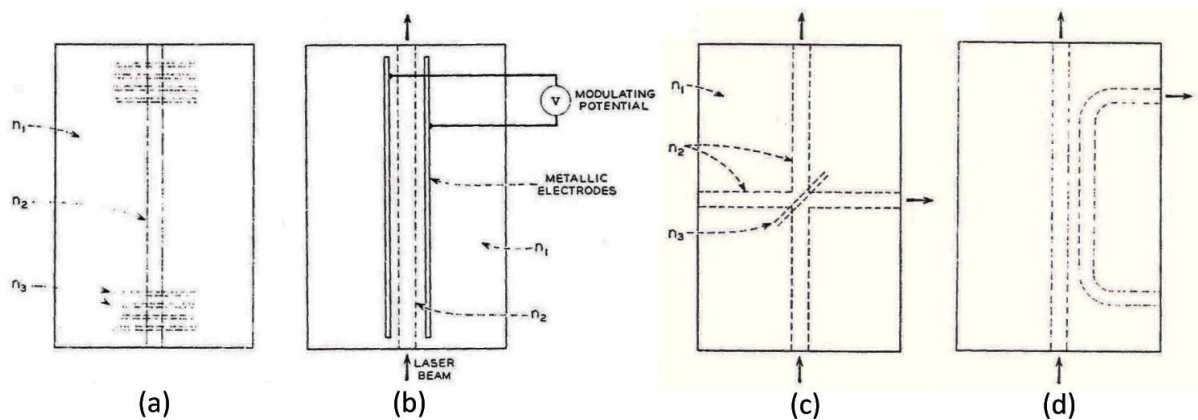 n₁
n₂
n₃
(a)
V
MODULATING
POTENTIAL
METALLIC
ELECTRODES
n₁
n₂
LASER
BEAM
(b)
n₁
n₂
n₃
(c)
(d)